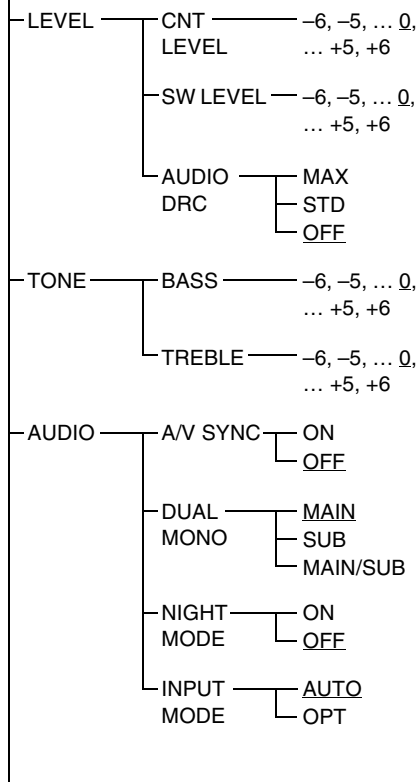 LEVEL CNT –6, –5, … 0,
LEVEL … +5, +6
SW LEVEL –6, –5, … 0,
… +5, +6
AUDIO MAX
DRC STD
OFF
TONE BASS –6, –5, … 0,
… +5, +6
TREBLE –6, –5, … 0,
… +5, +6
AUDIO A/V SYNC ON
OFF
DUAL MAIN
MONO SUB
MAIN/SUB
NIGHT ON
MODE OFF
INPUT AUTO
MODE OPT